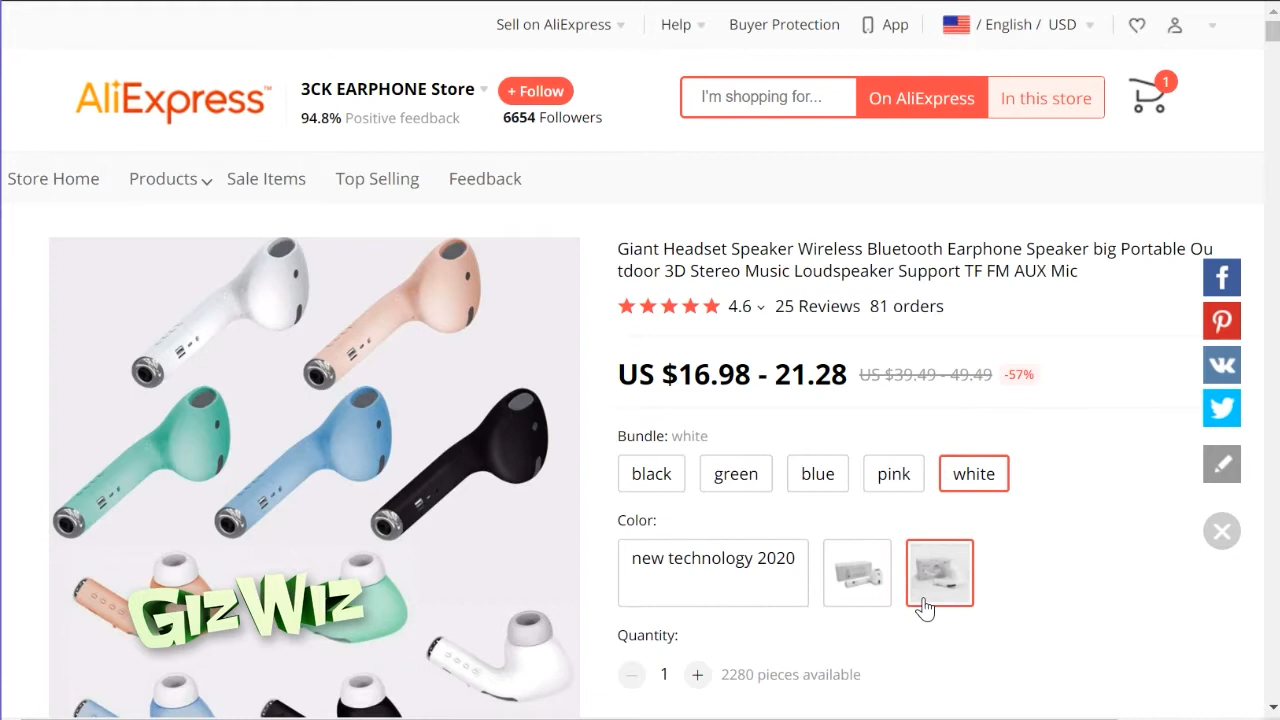 Sell on AliExpress
Help
Buyer Protection
App
/ English / USD
AliExpress™
3CK EARPHONE Store
+ Follow
94.8% Positive feedback
6654 Followers
I'm shopping for...
On AliExpress
In this store
1
Store Home
Products
Sale Items
Top Selling
Feedback
Giant Headset Speaker Wireless Bluetooth Earphone Speaker big Portable Ou
tdoor 3D Stereo Music Loudspeaker Support TF FM AUX Mic
4.6
25 Reviews
81 orders
US $16.98 - 21.28
US $39.49 - 49.49
-57%
Bundle: white
black
green
blue
pink
white
Color:
new technology 2020
Quantity:
1
2280 pieces available
GizWiz